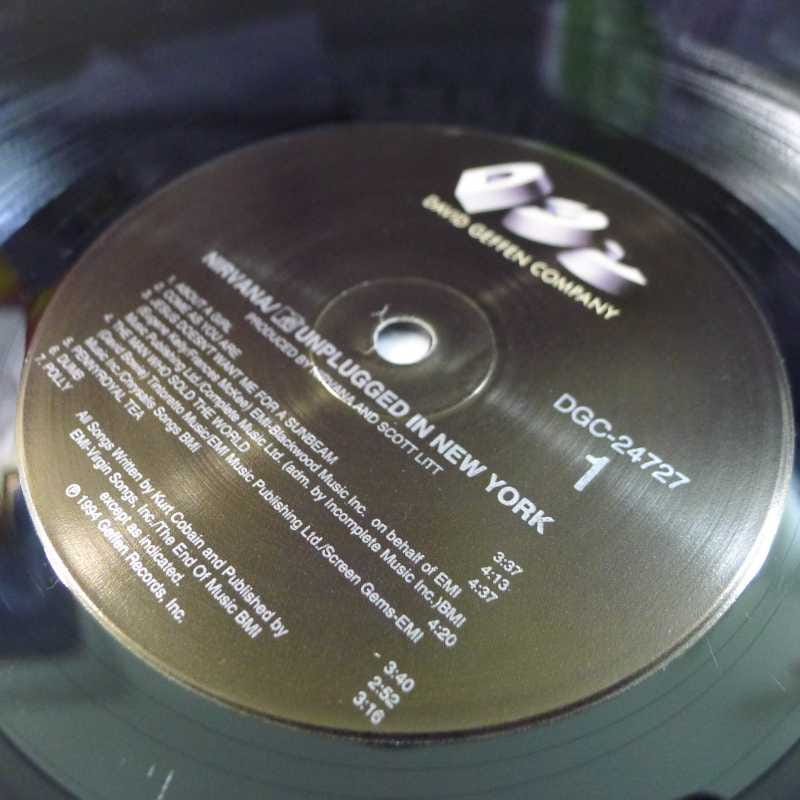 DGC
DAVID GEFFEN COMPANY
DGC-24727
1
NIRVANA/ UNPLUGGED IN NEW YORK
PRODUCED BY NIRVANA AND SCOTT LITT
1. ABOUT A GIRL 3:37
2. COME AS YOU ARE 4:13
3. JESUS DOESN'T WANT ME FOR A SUNBEAM 4:37
(Eugene Kelly/Frances McKee) EMI-Blackwood Music Inc. on behalf of EMI
Music Publishing Ltd./Complete Music Ltd. (adm. by Incomplete Music Inc.)BMI
4. THE MAN WHO SOLD THE WORLD 4:20
(David Bowie) Tintoretto Music/EMI Music Publishing Ltd./Screen Gems-EMI
Music Inc./Chrysalis Songs BMI
5. PENNYROYAL TEA 3:40
6. DUMB 2:52
7. POLLY 3:16
All Songs Written by Kurt Cobain and Published by
EMI-Virgin Songs, Inc./The End Of Music BMI
except as indicated.
℗ 1994 Geffen Records, Inc.